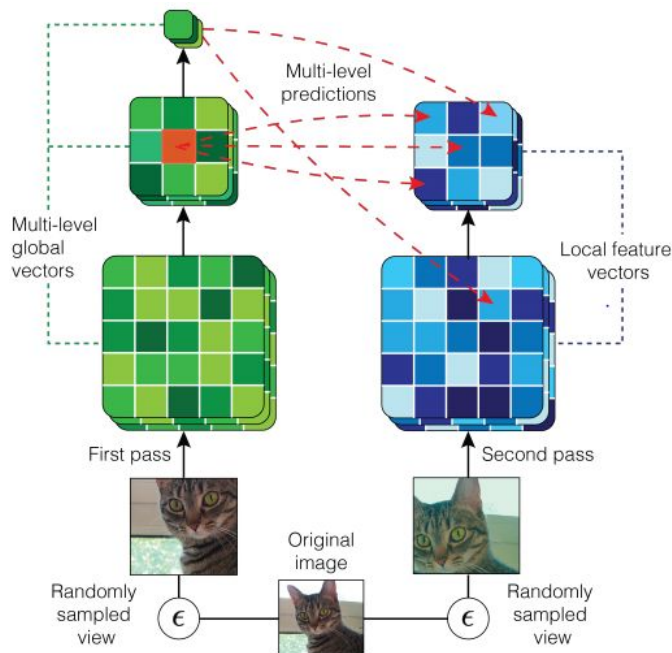 Multi-level
predictions
Multi-level
global
vectors
Local feature
vectors
First pass
Second pass
Original
image
Randomly
sampled
view
ϵ
ϵ
Randomly
sampled
view